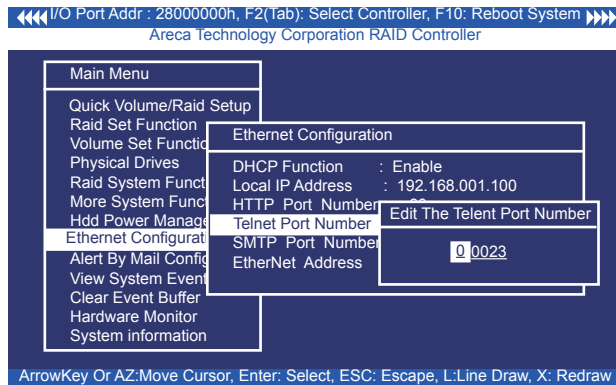 I/O Port Addr : 28000000h, F2(Tab): Select Controller, F10: Reboot System
Areca Technology Corporation RAID Controller
Main Menu
Quick Volume/Raid Setup
Raid Set Function
Volume Set Functio
Physical Drives
Raid System Funct
More System Func
Hdd Power Manage
Ethernet Configurati
Alert By Mail Config
View System Event
Clear Event Buffer
Hardware Monitor
System information
Ethernet Configuration
DHCP Function : Enable
Local IP Address : 192.168.001.100
HTTP Port Number
Telnet Port Number
SMTP Port Number
EtherNet Address
Edit The Telent Port Number
0 0023
ArrowKey Or AZ:Move Cursor, Enter: Select, ESC: Escape, L:Line Draw, X: Redraw